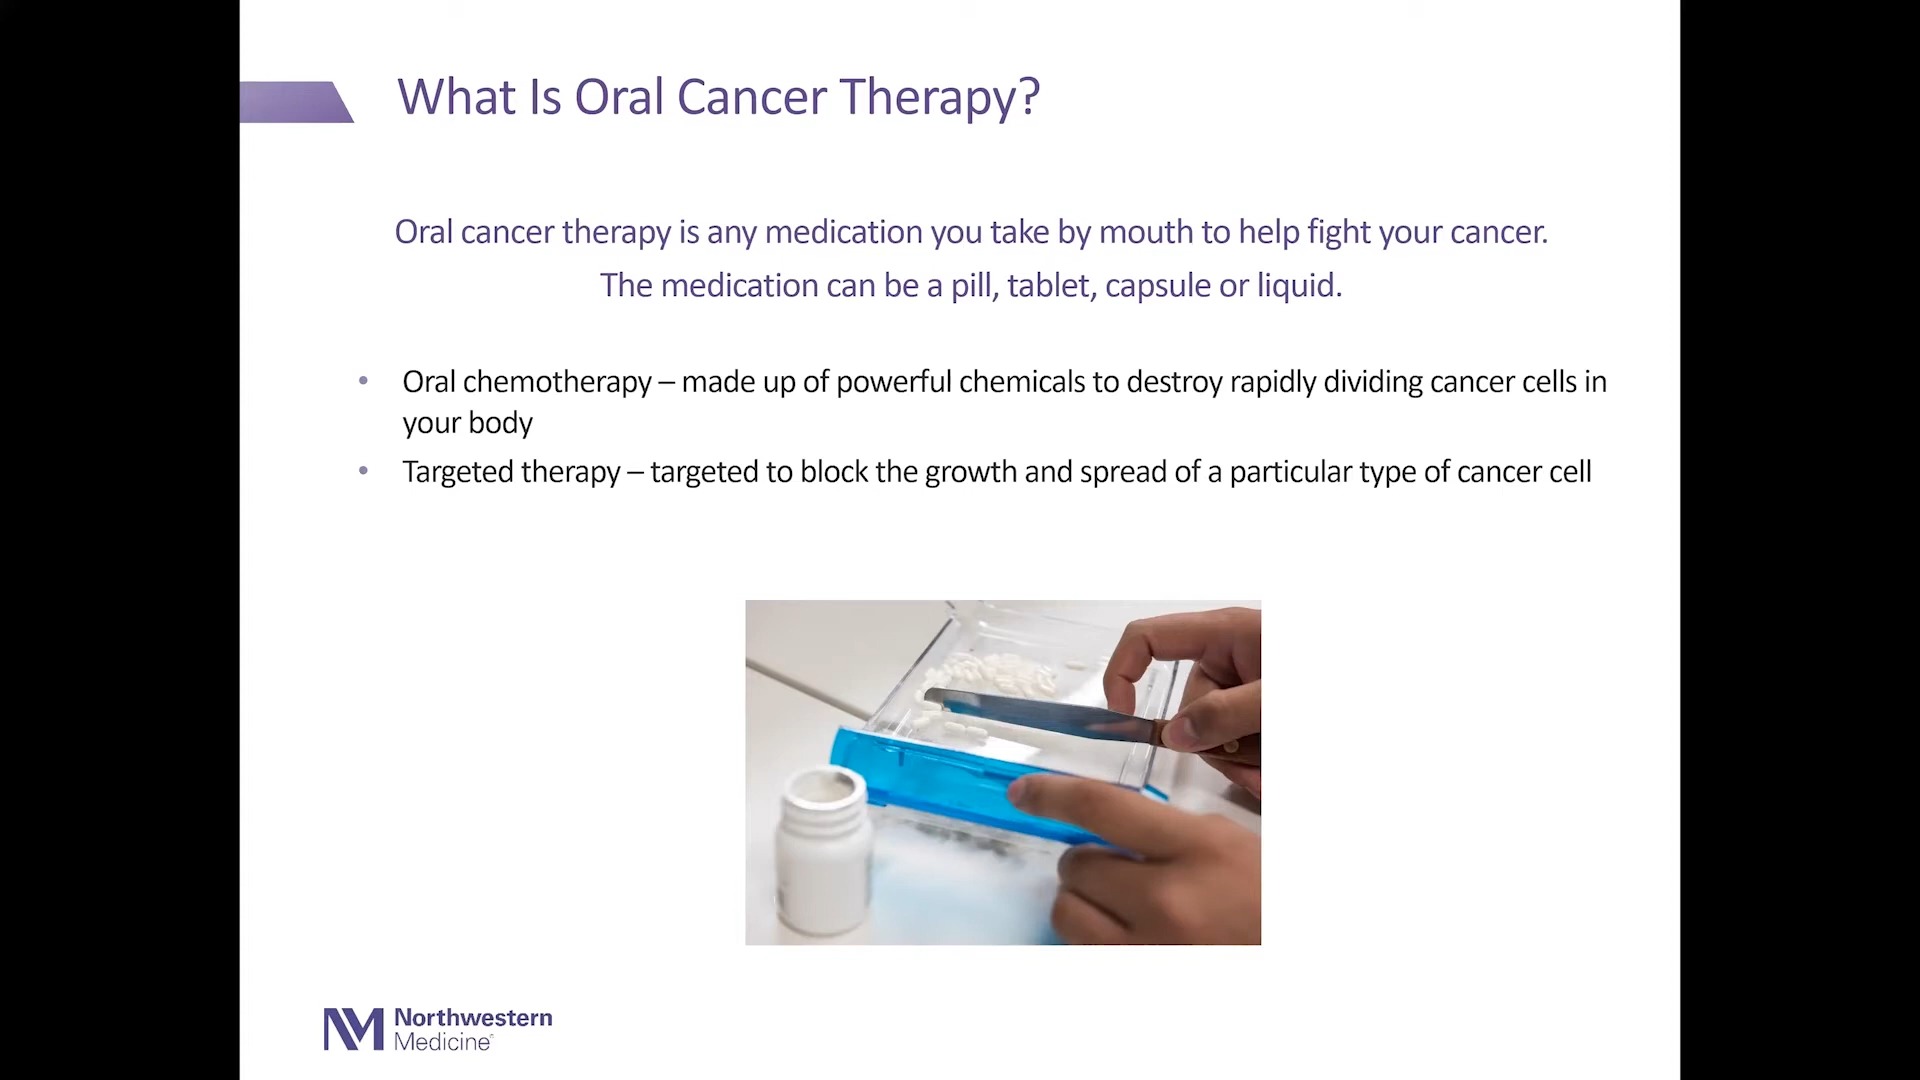 What Is Oral Cancer Therapy?
Oral cancer therapy is any medication you take by mouth to help fight your cancer.
The medication can be a pill, tablet, capsule or liquid.
• Oral chemotherapy – made up of powerful chemicals to destroy rapidly dividing cancer cells in
your body
• Targeted therapy – targeted to block the growth and spread of a particular type of cancer cell
NM Northwestern
Medicine®